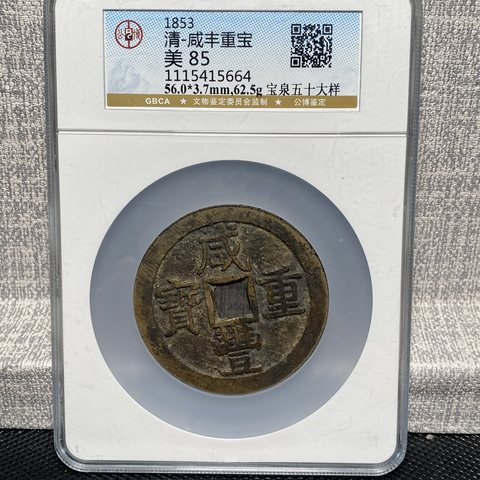 1853
清-咸丰重宝
美 85
1115415664
56.0*3.7mm,62.5g 宝泉五十大样
GBCA ★ 文物鉴定委员会监制 ★ 公博鉴定
咸豐重寶